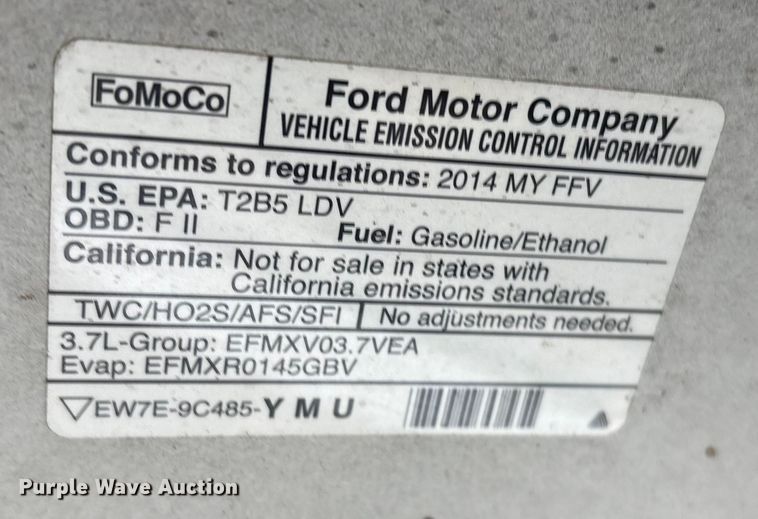 FoMoCo
Ford Motor Company
VEHICLE EMISSION CONTROL INFORMATION
Conforms to regulations: 2014 MY FFV
U.S. EPA: T2B5 LDV
OBD: F II Fuel: Gasoline/Ethanol
California: Not for sale in states with
California emissions standards.
TWC/HO2S/AFS/SFI No adjustments needed.
3.7L-Group: EFMXV03.7VEA
Evap: EFMXR0145GBV
EW7E-9C485-Y M U
Purple Wave Auction